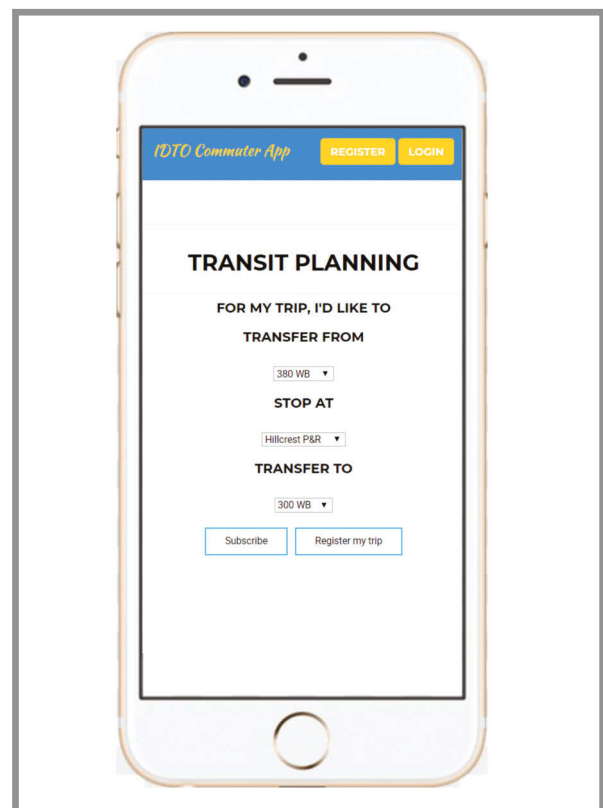 IDTO Commuter App REGISTER LOGIN
TRANSIT PLANNING
FOR MY TRIP, I'D LIKE TO
TRANSFER FROM
380 WB
STOP AT
Hillcrest P&R
TRANSFER TO
300 WB
Subscribe Register my trip